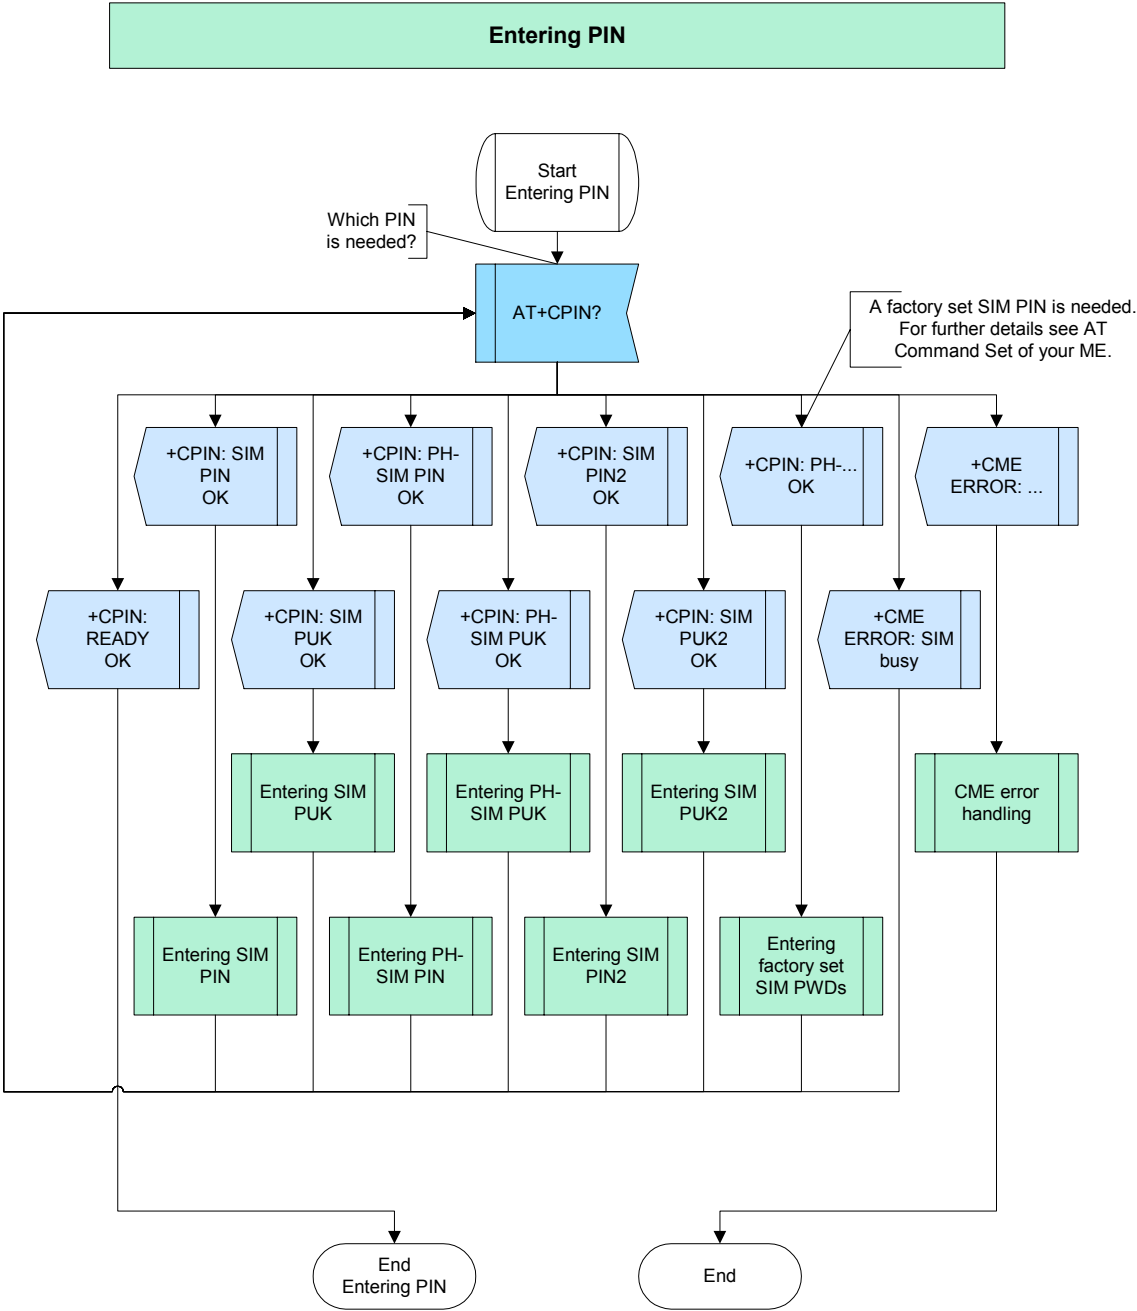 Entering PIN
Start
Entering PIN
Which PIN
is needed?
AT+CPIN?
A factory set SIM PIN is needed.
For further details see AT
Command Set of your ME.
+CPIN: SIM
PIN
OK
+CPIN: PH-
SIM PIN
OK
+CPIN: SIM
PIN2
OK
+CPIN: PH-...
OK
+CME
ERROR: ...
+CPIN:
READY
OK
+CPIN: SIM
PUK
OK
+CPIN: PH-
SIM PUK
OK
+CPIN: SIM
PUK2
OK
+CME
ERROR: SIM
busy
Entering SIM
PUK
Entering PH-
SIM PUK
Entering SIM
PUK2
CME error
handling
Entering SIM
PIN
Entering PH-
SIM PIN
Entering SIM
PIN2
Entering
factory set
SIM PWDs
End
Entering PIN
End